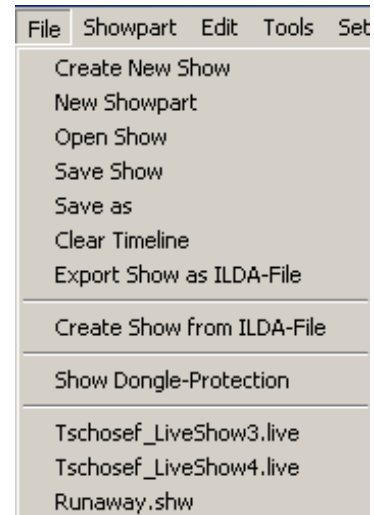 File Showpart Edit Tools Set
Create New Show
New Showpart
Open Show
Save Show
Save as
Clear Timeline
Export Show as ILDA-File
Create Show from ILDA-File
Show Dongle-Protection
Tschosef_LiveShow3.live
Tschosef_LiveShow4.live
Runaway.shw